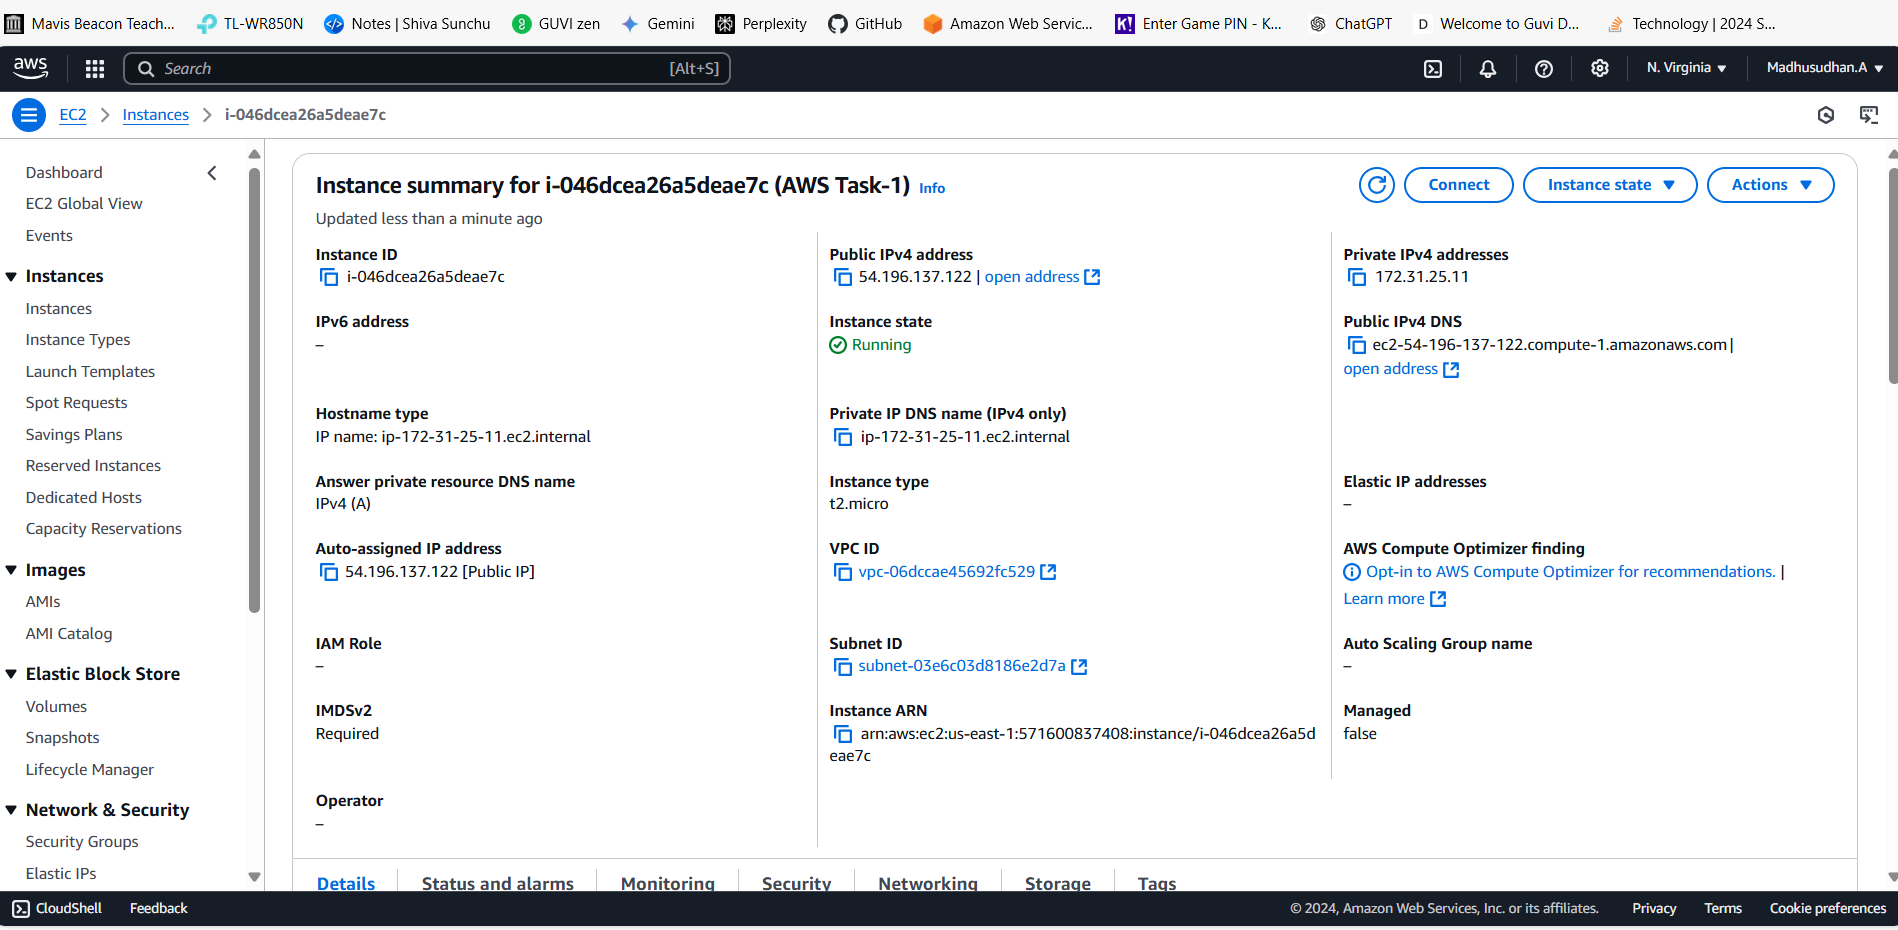 Mavis Beacon Teach...
TL-WR850N
Notes | Shiva Sunchu
GUVI zen
Gemini
Perplexity
GitHub
Amazon Web Servic...
K!
Enter Game PIN - K...
ChatGPT
D
Welcome to Guvi D...
Technology | 2024 S...
aws
Search
[Alt+S]
N. Virginia
Madhusudhan.A
EC2
Instances
i-046dcea26a5deae7c
Dashboard
EC2 Global View
Events
Instances
Instances
Instance Types
Launch Templates
Spot Requests
Savings Plans
Reserved Instances
Dedicated Hosts
Capacity Reservations
Images
AMIs
AMI Catalog
Elastic Block Store
Volumes
Snapshots
Lifecycle Manager
Network & Security
Security Groups
Elastic IPs
Instance summary for i-046dcea26a5deae7c (AWS Task-1) Info
Updated less than a minute ago
Connect
Instance state
Actions
Instance ID
i-046dcea26a5deae7c
Public IPv4 address
54.196.137.122 | open address
Private IPv4 addresses
172.31.25.11
IPv6 address
–
Instance state
Running
Public IPv4 DNS
ec2-54-196-137-122.compute-1.amazonaws.com |
open address
Hostname type
IP name: ip-172-31-25-11.ec2.internal
Private IP DNS name (IPv4 only)
ip-172-31-25-11.ec2.internal
Answer private resource DNS name
IPv4 (A)
Instance type
t2.micro
Elastic IP addresses
–
Auto-assigned IP address
54.196.137.122 [Public IP]
VPC ID
vpc-06dccae45692fc529
AWS Compute Optimizer finding
Opt-in to AWS Compute Optimizer for recommendations. |
Learn more
IAM Role
–
Subnet ID
subnet-03e6c03d8186e2d7a
Auto Scaling Group name
–
IMDSv2
Required
Instance ARN
arn:aws:ec2:us-east-1:571600837408:instance/i-046dcea26a5d
eae7c
Managed
false
Operator
–
Details
Status and alarms
Monitoring
Security
Networking
Storage
Tags
CloudShell
Feedback
© 2024, Amazon Web Services, Inc. or its affiliates.
Privacy
Terms
Cookie preferences